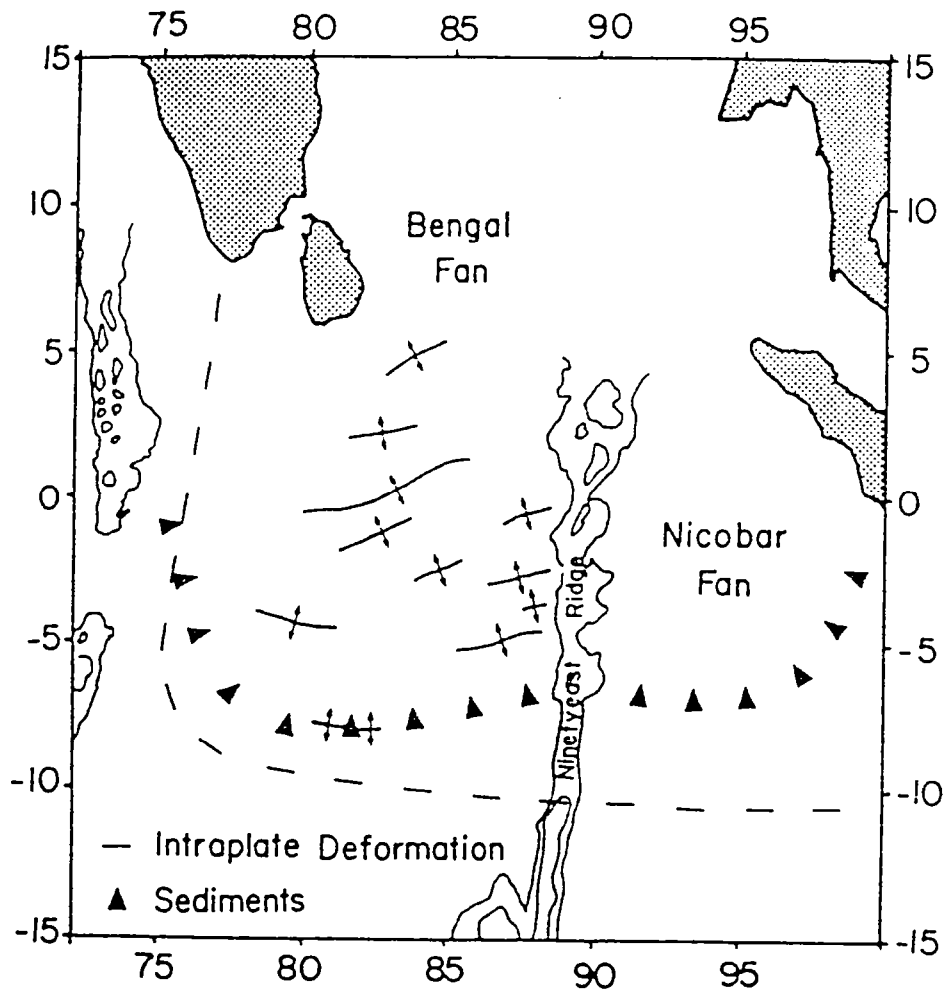 75 80 85 90 95
15 15
Bengal
Fan
10 10
5 5
0 0
Nicobar
Fan
Ninetyeast Ridge
-5 -5
-10 -10
— Intraplate Deformation
▲ Sediments
-15 -15
75 80 85 90 95